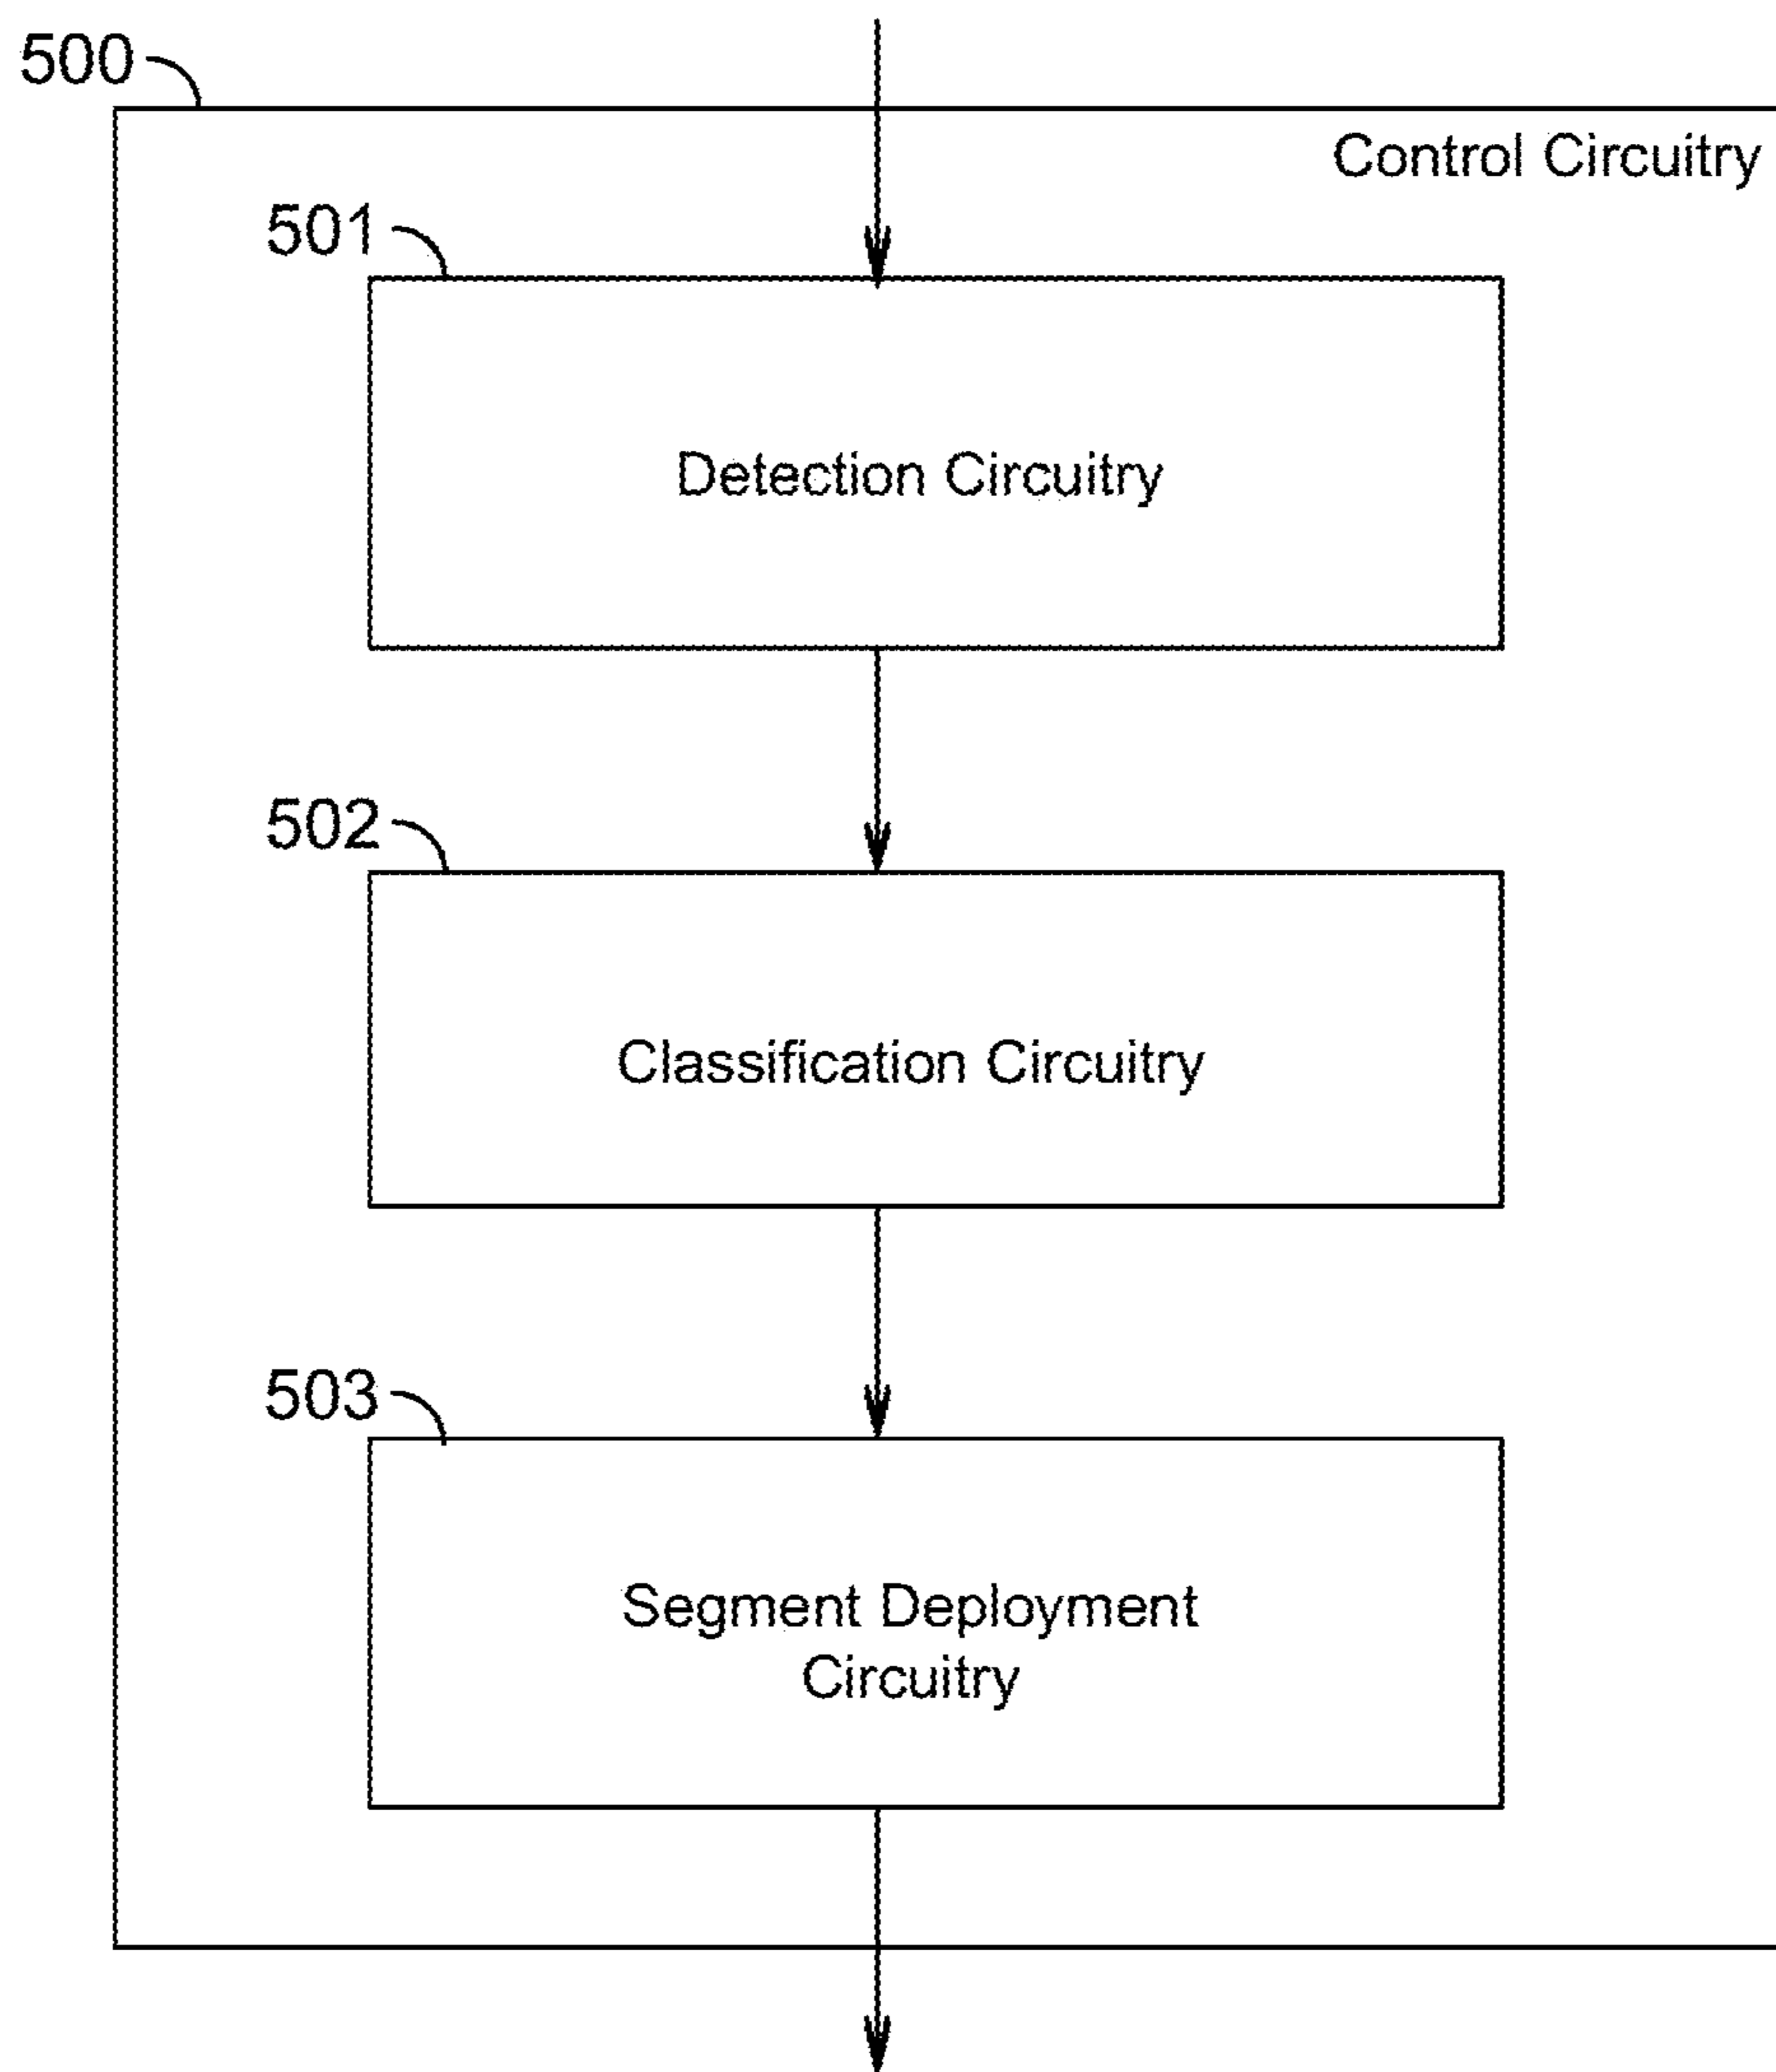 500
Control Circuitry
501
Detection Circuitry
502
Classification Circuitry
503
Segment Deployment
Circuitry